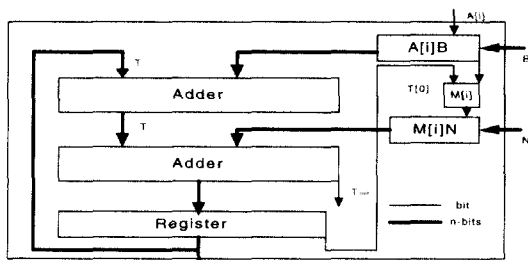 A[i]
A[i]B
B
T
T[0]
M[i]
Adder
T
M[i]N
N
Adder
bit
n-bits
Register